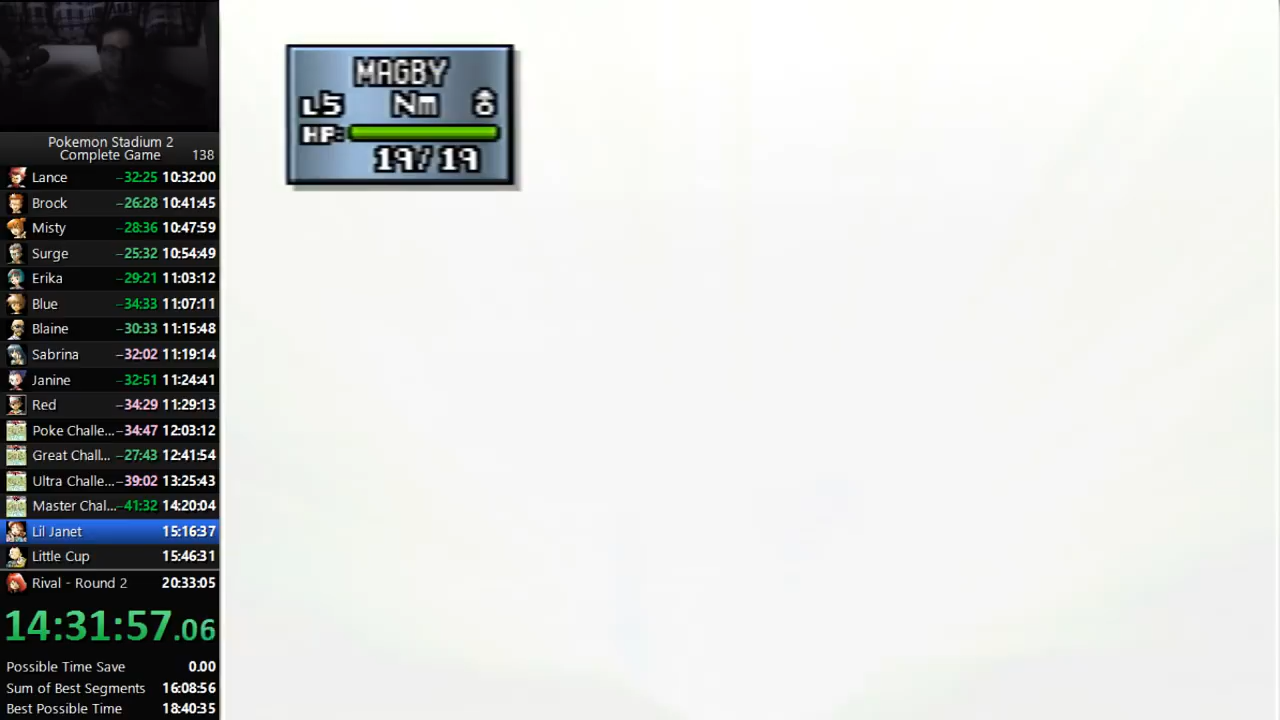 MAGBY
L5 Nm ♂
HP:
19/19
Pokemon Stadium 2
Complete Game 138
Lance −32:25 10:32:00
Brock −26:28 10:41:45
Misty −28:36 10:47:59
Surge −25:32 10:54:49
Erika −29:21 11:03:12
Blue −34:33 11:07:11
Blaine −30:33 11:15:48
Sabrina −32:02 11:19:14
Janine −32:51 11:24:41
Red −34:29 11:29:13
Poke Challe... −34:47 12:03:12
Great Chall... −27:43 12:41:54
Ultra Challe... −39:02 13:25:43
Master Chal... −41:32 14:20:04
Lil Janet 15:16:37
Little Cup 15:46:31
Rival - Round 2 20:33:05
14:31:57.06
Possible Time Save 0.00
Sum of Best Segments 16:08:56
Best Possible Time 18:40:35